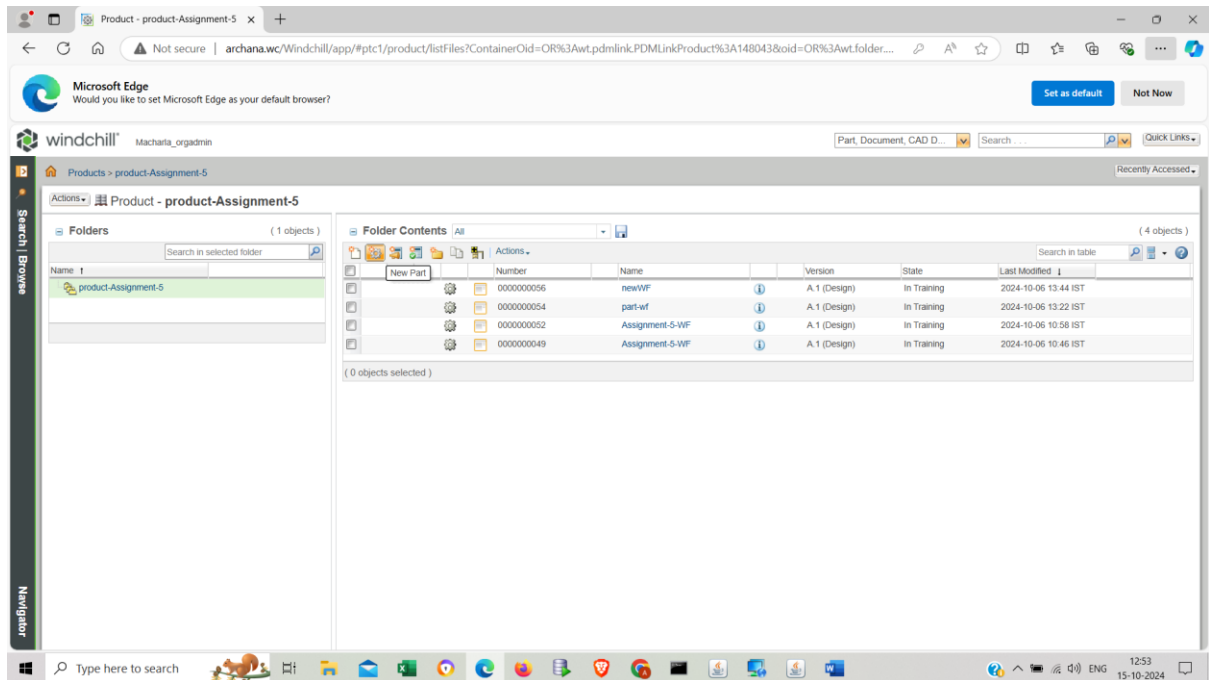 Product - product-Assignment-5
Not secure | archana.wc/Windchill/app/#ptc1/product/listFiles?ContainerOid=OR%3Awt.pdmlink.PDMLinkProduct%3A148043&oid=OR%3Awt.folder....
Microsoft Edge
Would you like to set Microsoft Edge as your default browser?
Set as default
Not Now
windchill Macharla_orgadmin
Part, Document, CAD D...
Search . . .
Quick Links
Products > product-Assignment-5
Recently Accessed
Actions Product - product-Assignment-5
Search | Browse
Navigator
Folders ( 1 objects )
Search in selected folder
Name
product-Assignment-5
Folder Contents All ( 4 objects )
Actions
Search in table
New Part
Number Name Version State Last Modified
0000000056 newWF A.1 (Design) In Training 2024-10-06 13:44 IST
0000000054 part-wf A.1 (Design) In Training 2024-10-06 13:22 IST
0000000052 Assignment-5-WF A.1 (Design) In Training 2024-10-06 10:58 IST
0000000049 Assignment-5-WF A.1 (Design) In Training 2024-10-06 10:46 IST
( 0 objects selected )
Type here to search
ENG
12:53
15-10-2024